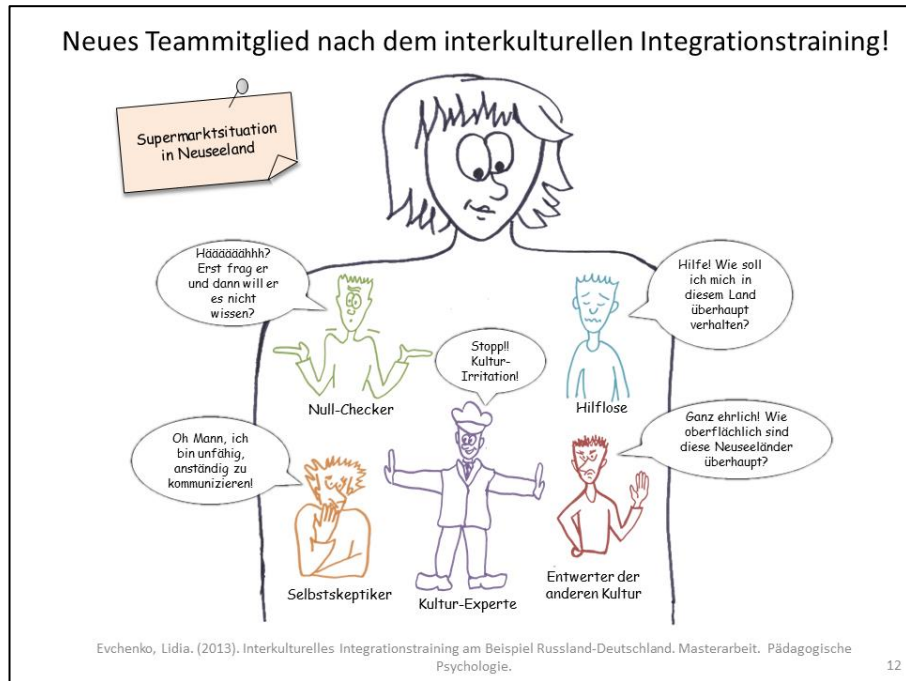 Neues Teammitglied nach dem interkulturellen Integrationstraining!
Supermarktsituation
in Neuseeland
Häääääähhh?
Erst frag er
und dann will er
es nicht
wissen?
Hilfe! Wie soll
ich mich in
diesem Land
überhaupt
verhalten?
Stopp!!
Kultur-
Irritation!
Null-Checker
Hilflose
Oh Mann, ich
bin unfähig,
anständig zu
kommunizieren!
Ganz ehrlich! Wie
oberflächlich sind
diese Neuseeländer
überhaupt?
Selbstskeptiker
Kultur-Experte
Entwerter der
anderen Kultur
Evchenko, Lidia. (2013). Interkulturelles Integrationstraining am Beispiel Russland-Deutschland. Masterarbeit. Pädagogische
Psychologie.
12